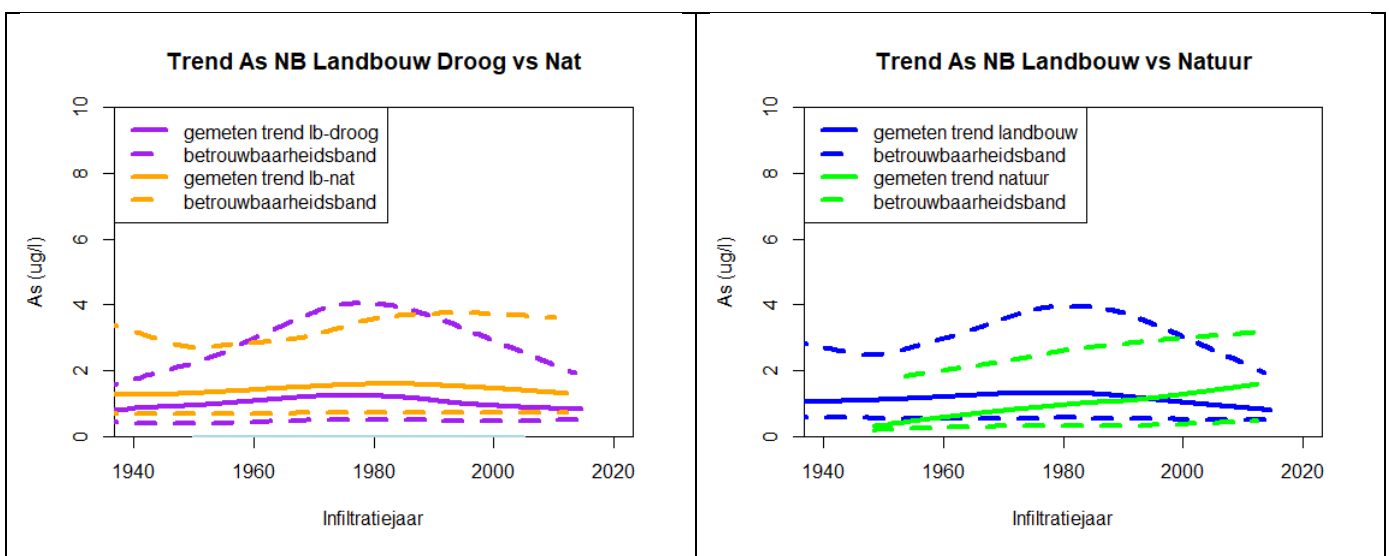 Trend As NB Landbouw Droog vs Nat
10
8
6
4
2
0
As (ug/l)
gemeten trend lb-droog
betrouwbaarheidsband
gemeten trend lb-nat
betrouwbaarheidsband
1940 1960 1980 2000 2020
Infiltratiejaar
Trend As NB Landbouw vs Natuur
10
8
6
4
2
0
As (ug/l)
gemeten trend landbouw
betrouwbaarheidsband
gemeten trend natuur
betrouwbaarheidsband
1940 1960 1980 2000 2020
Infiltratiejaar